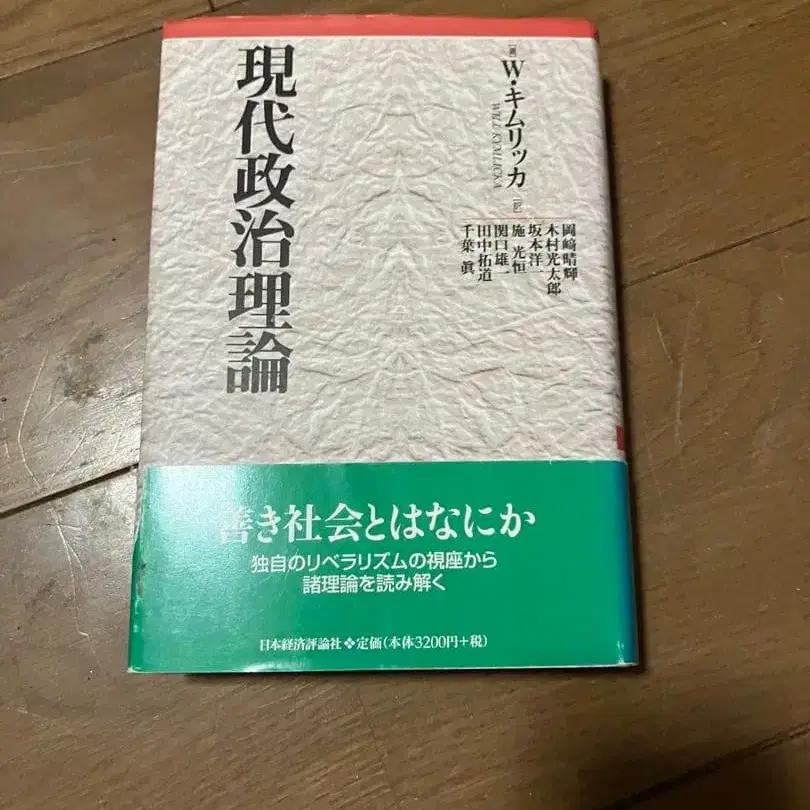 現代政治理論
[著]W・キムリッカ
WILL KYMLICKA
[訳]
岡﨑晴輝
木村光太郎
坂本洋一
施 光恒
関口雄一
田中拓道
千葉 眞
善き社会とはなにか
独自のリベラリズムの視座から
諸理論を読み解く
日本経済評論社❖定価(本体3200円+税)